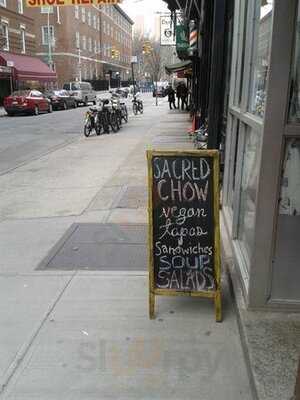 SHOE REPAIR
SACRED
CHOW
vegan
tapas
Sandwiches
SOUP
SALADS